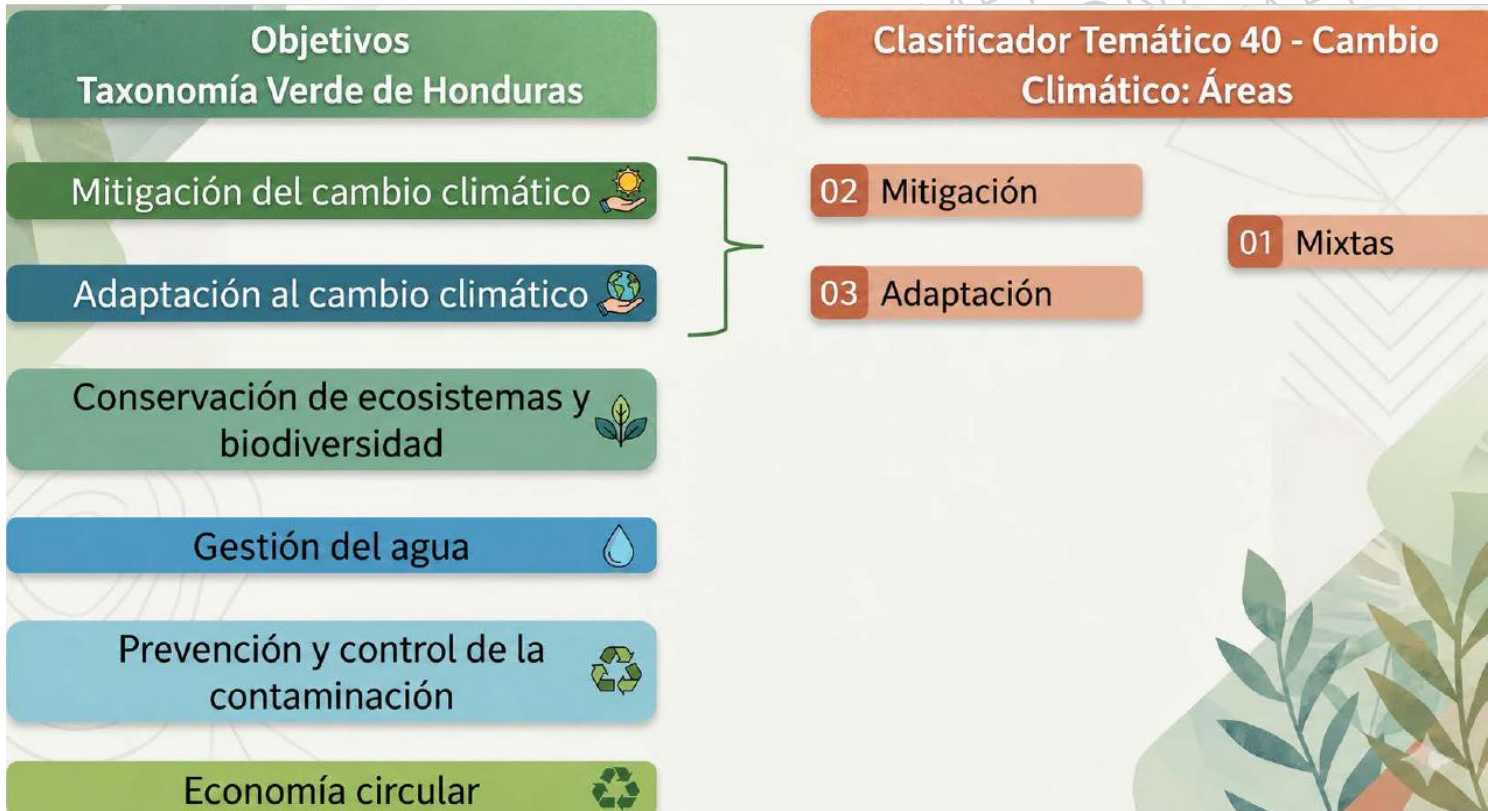 Objetivos
Taxonomía Verde de Honduras
Mitigación del cambio climático
Adaptación al cambio climático
Conservación de ecosistemas y
biodiversidad
Gestión del agua
Prevención y control de la
contaminación
Economía circular
Clasificador Temático 40 - Cambio
Climático: Áreas
02 Mitigación
01 Mixtas
03 Adaptación